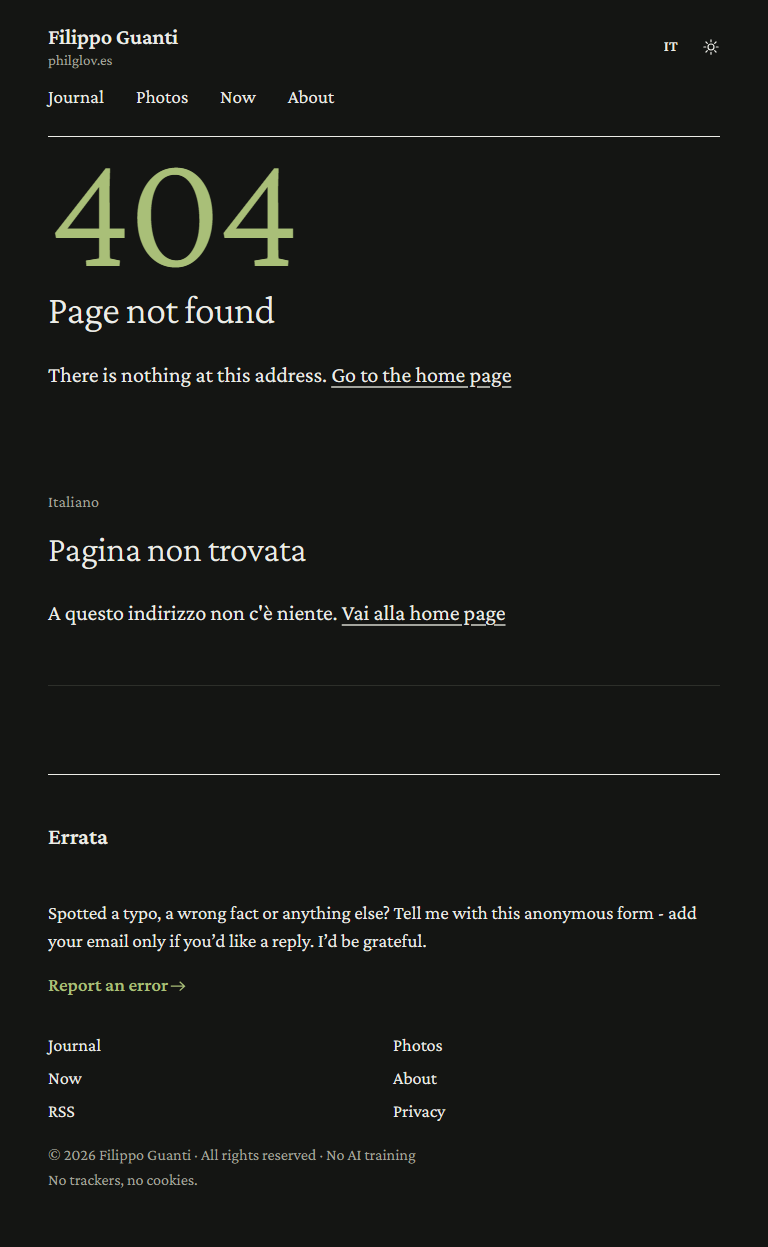 Filippo Guanti
philglov.es
IT
Journal Photos Now About
404
Page not found
There is nothing at this address. Go to the home page
Italiano
Pagina non trovata
A questo indirizzo non c'è niente. Vai alla home page
Errata
Spotted a typo, a wrong fact or anything else? Tell me with this anonymous form - add
your email only if you’d like a reply. I’d be grateful.
Report an error→
Journal Photos
Now About
RSS Privacy
© 2026 Filippo Guanti · All rights reserved · No AI training
No trackers, no cookies.